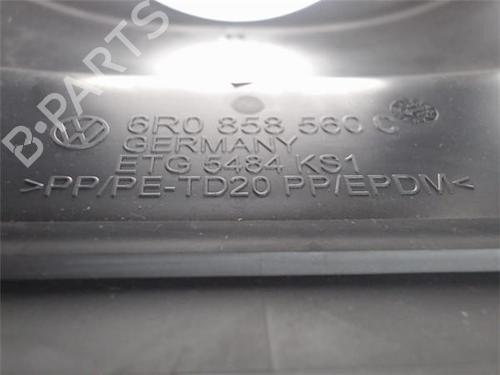 B-PARTS
6R0 858 560 C
GERMANY
ETG 5484 KS1
>PP/PE-TD20 PP/EPDM<